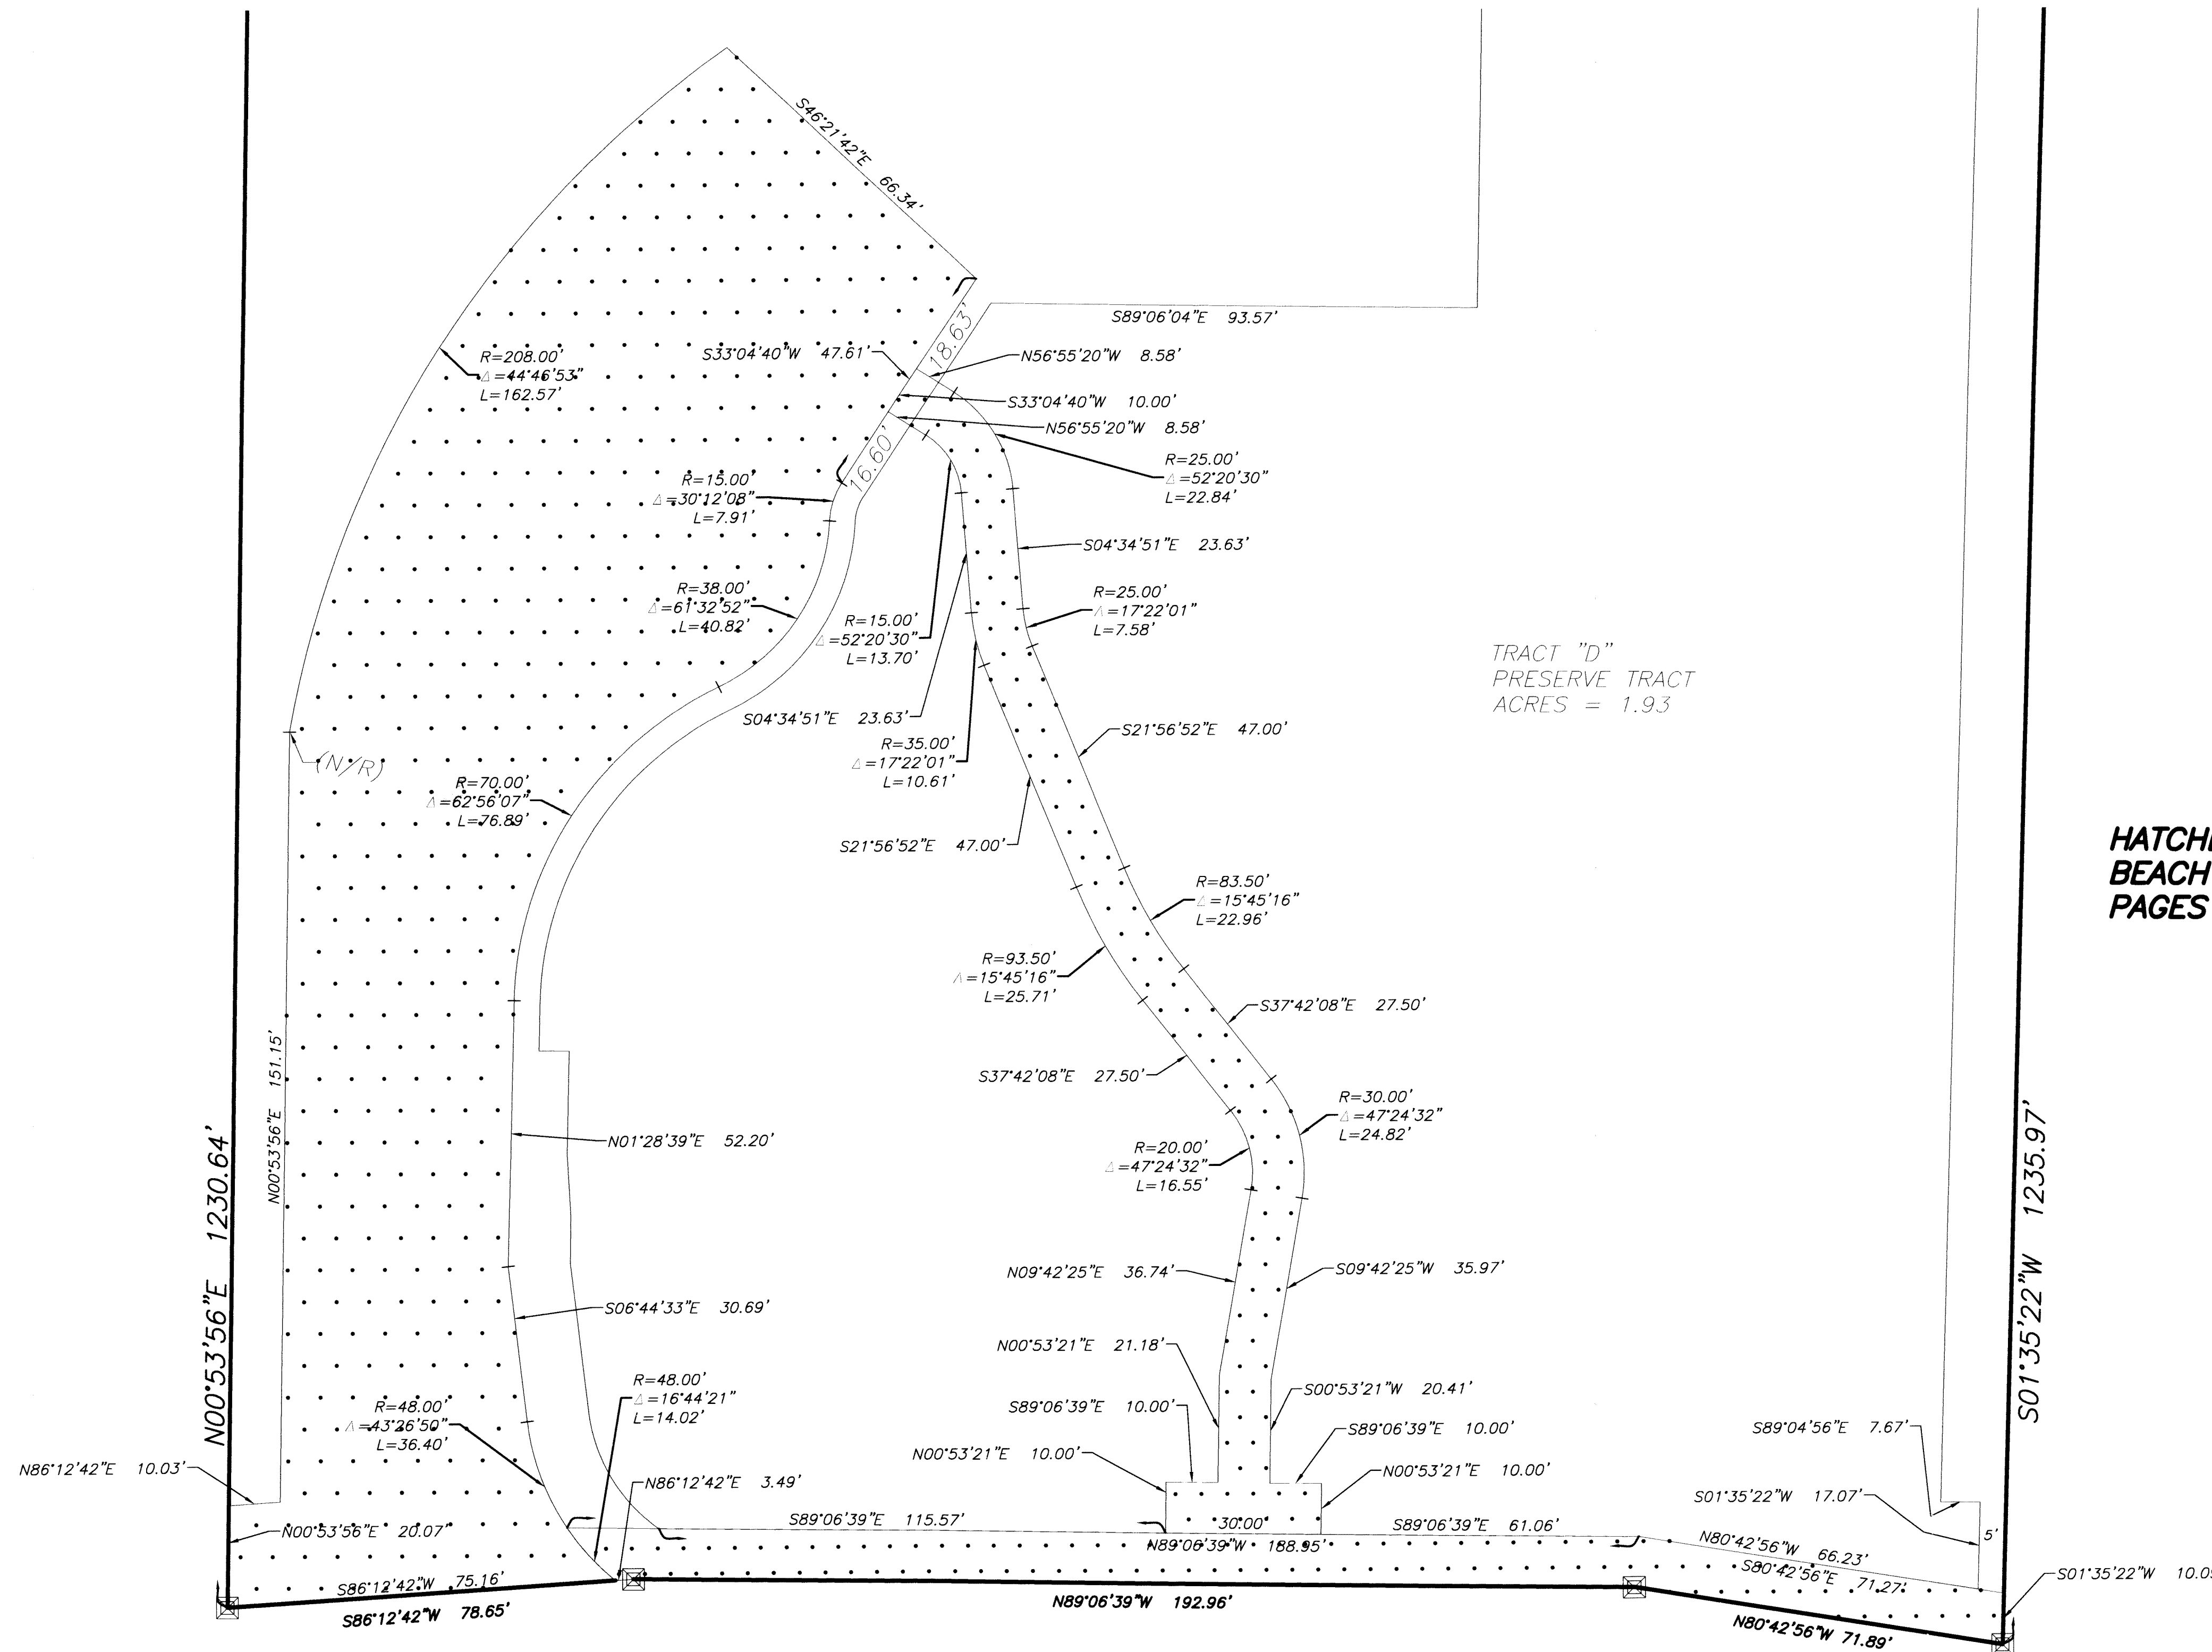 S46°21'42"E 66.34'
18.63'
S89°06'04"E 93.57'
S33°04'40"W 47.61'
N56°55'20"W 8.58'
R=208.00'
Δ=44°46'53"
L=162.57'
S33°04'40"W 10.00'
N56°55'20"W 8.58'
16.60'
R=25.00'
Δ=52°20'30"
L=22.84'
R=15.00'
Δ=30°12'08"
L=7.91'
S04°34'51"E 23.63'
R=38.00'
Δ=61°32'52"
L=40.82'
R=25.00'
Δ=17°22'01"
L=7.58'
R=15.00'
Δ=52°20'30"
L=13.70'
TRACT "D"
PRESERVE TRACT
ACRES = 1.93
S04°34'51"E 23.63'
S21°56'52"E 47.00'
R=35.00'
Δ=17°22'01"
L=10.61'
(N/R)
R=70.00'
Δ=62°56'07"
L=76.89'
S21°56'52"E 47.00'
BEACH
PAGES
R=83.50'
Δ=15°45'16"
L=22.96'
R=93.50'
Δ=15°45'16"
L=25.71'
S37°42'08"E 27.50'
N00°53'56"E 151.15'
S37°42'08"E 27.50'
R=30.00'
Δ=47°24'32"
L=24.82'
N01°28'39"E 52.20'
R=20.00'
Δ=47°24'32"
L=16.55'
N00°53'56"E 1230.64'
S01°35'22"W 1235.97'
N09°42'25"E 36.74'
S09°42'25"W 35.97'
S06°44'33"E 30.69'
N00°53'21"E 21.18'
R=48.00'
Δ=16°44'21"
L=14.02'
S00°53'21"W 20.41'
R=48.00'
Δ=43°26'50"
L=36.40'
S89°06'39"E 10.00'
S89°06'39"E 10.00'
S89°04'56"E 7.67'
N00°53'21"E 10.00'
N86°12'42"E 10.03'
N86°12'42"E 3.49'
N00°53'21"E 10.00'
S01°35'22"W 17.07'
S89°06'39"E 115.57'
30.00'
S89°06'39"E 61.06'
5'
N00°53'56"E 20.07'
N89°06'39"W 188.95'
N80°42'56"W 66.23'
S80°42'56"E 71.27'
S01°35'22"W
S86°12'42"W 75.16'
S86°12'42"W 78.65'
N89°06'39"W 192.96'
N80°42'56"W 71.89'